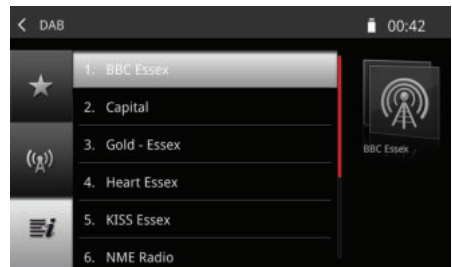 DAB
00:42
1. BBC Essex
2. Capital
3. Gold - Essex
BBC Essex
4. Heart Essex
5. KISS Essex
6. NME Radio